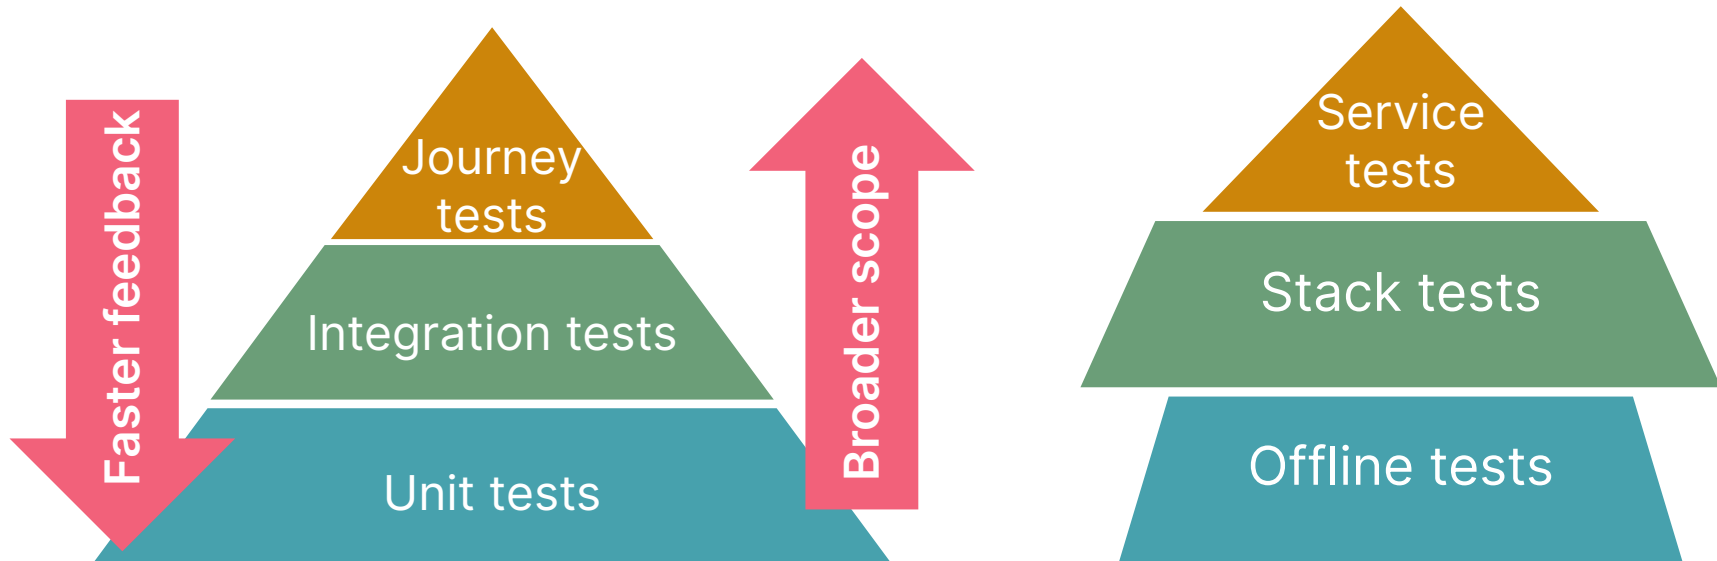 Faster feedback
Journey
tests
Integration tests
Unit tests
Broader scope
Service
tests
Stack tests
Offline tests